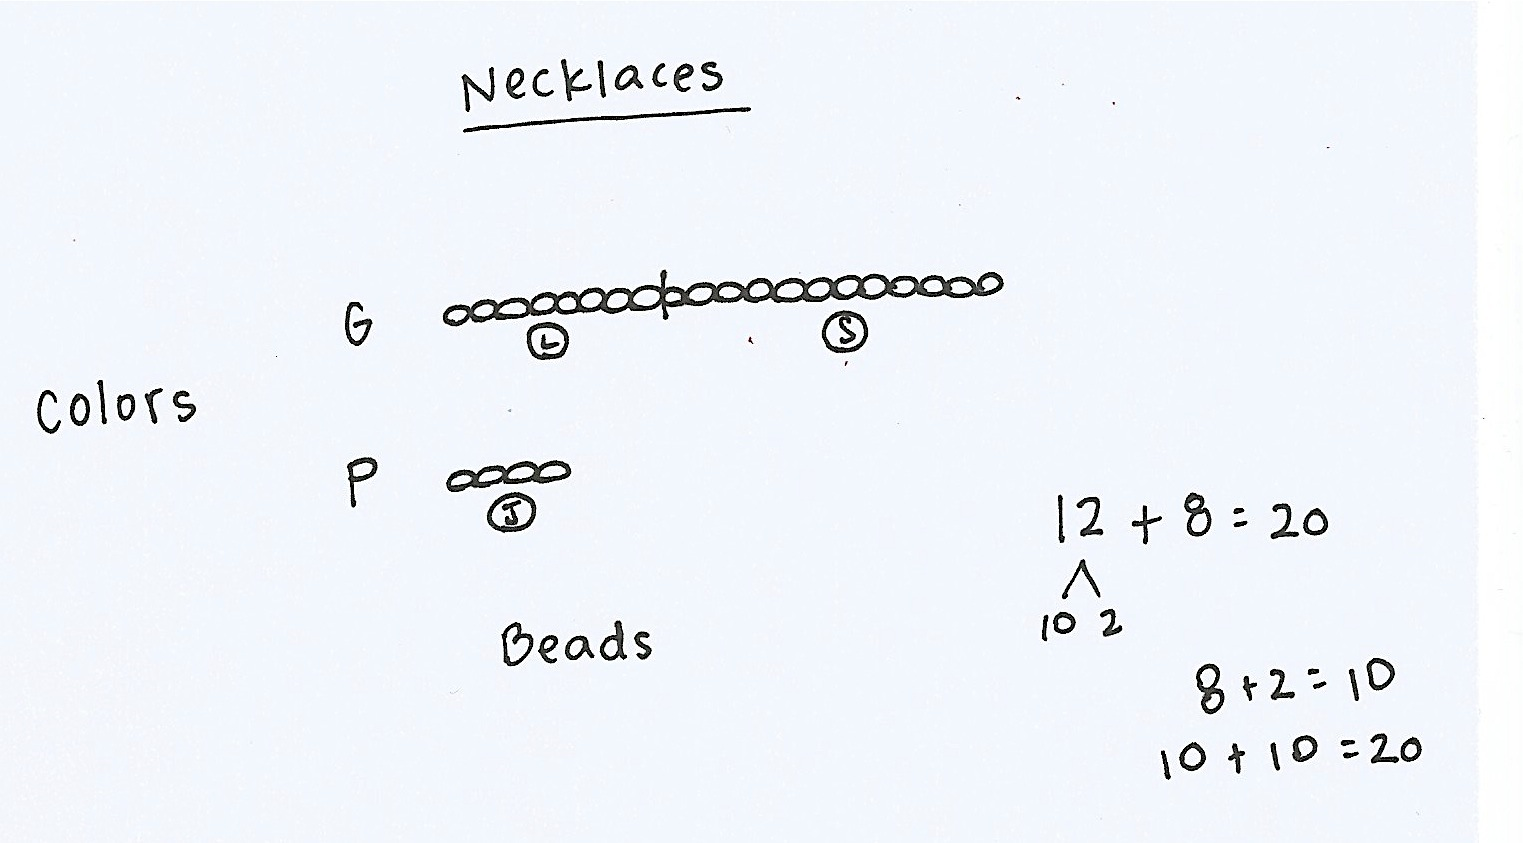 Necklaces
G
L
S
Colors
P
J
12 + 8 = 20
10 2
Beads
8 + 2 = 10
10 + 10 = 20